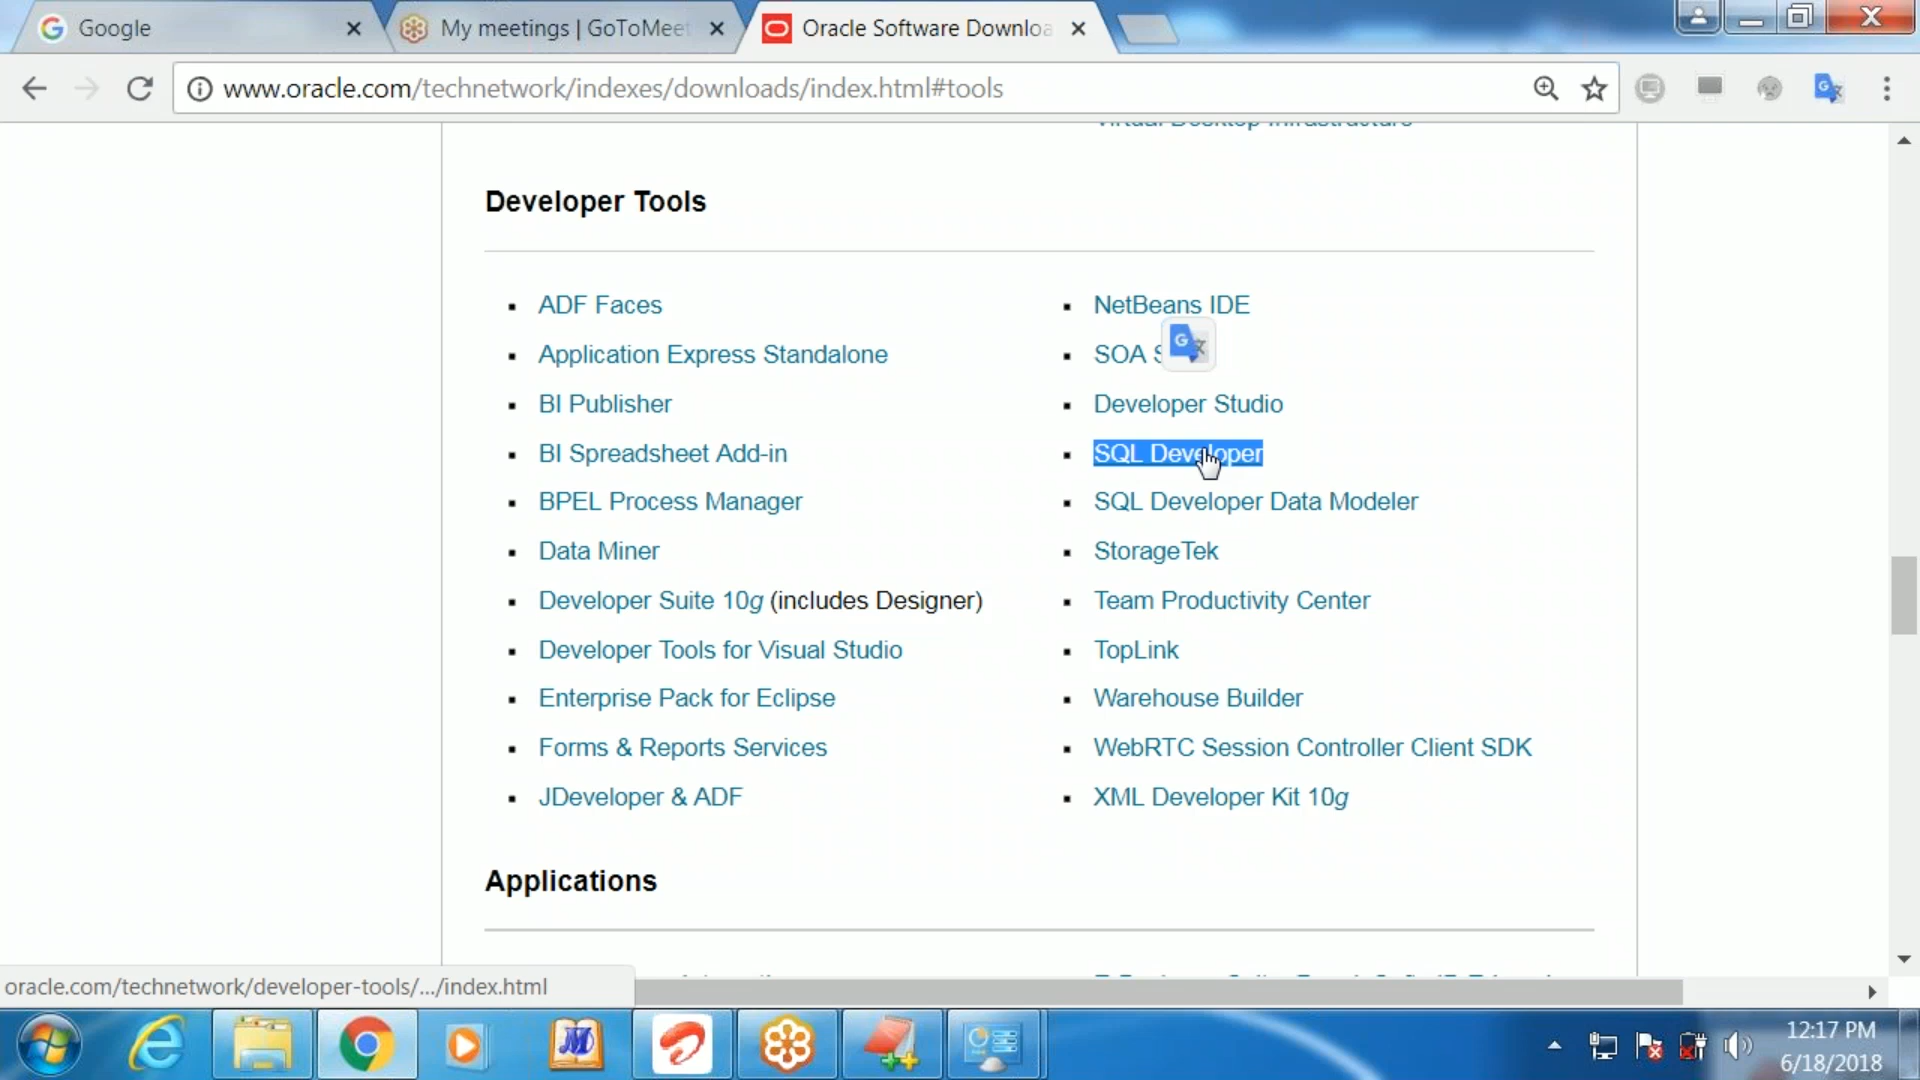 Google
My meetings | GoToMeet
Oracle Software Downloa
www.oracle.com/technetwork/indexes/downloads/index.html#tools
Virtual Desktop Infrastructure
Developer Tools
ADF Faces
NetBeans IDE
Application Express Standalone
SOA S
BI Publisher
Developer Studio
BI Spreadsheet Add-in
SQL Developer
BPEL Process Manager
SQL Developer Data Modeler
Data Miner
StorageTek
Developer Suite 10g (includes Designer)
Team Productivity Center
Developer Tools for Visual Studio
TopLink
Enterprise Pack for Eclipse
Warehouse Builder
Forms & Reports Services
WebRTC Session Controller Client SDK
JDeveloper & ADF
XML Developer Kit 10g
Applications
oracle.com/technetwork/developer-tools/.../index.html
12:17 PM
6/18/2018